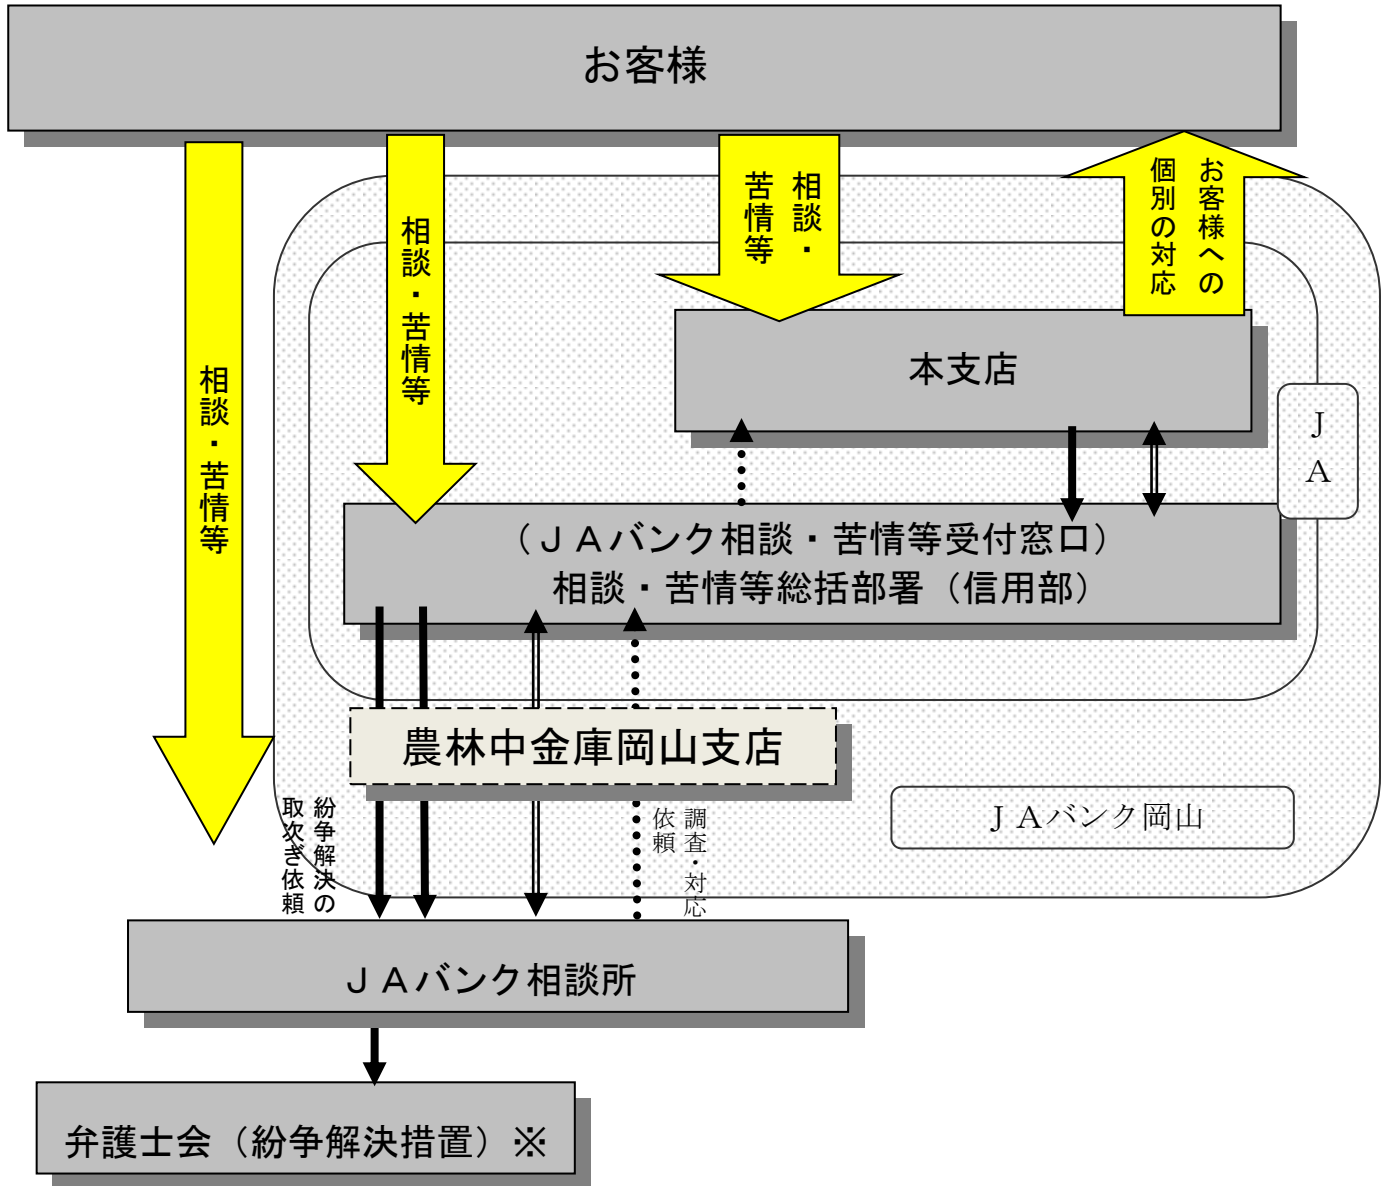 お客様
相談・苦情等
相談・苦情等
相談・
苦情等
お客様への
個別の対応
本支店
ＪＡ
（ＪＡバンク相談・苦情等受付窓口）
相談・苦情等総括部署（信用部）
農林中金庫岡山支店
紛争解決の
取次ぎ依頼
調査・対応
依頼
ＪＡバンク岡山
ＪＡバンク相談所
弁護士会（紛争解決措置）※